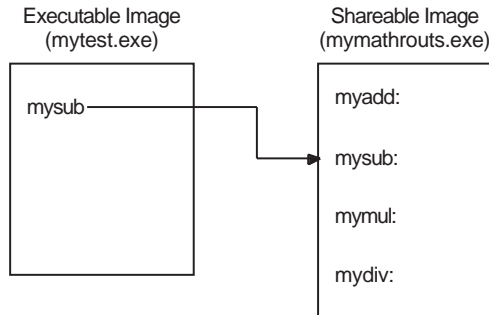 Executable Image
(mytest.exe)
mysub
Shareable Image
(mymathrouts.exe)
myadd:
mysub:
mymul:
mydiv: